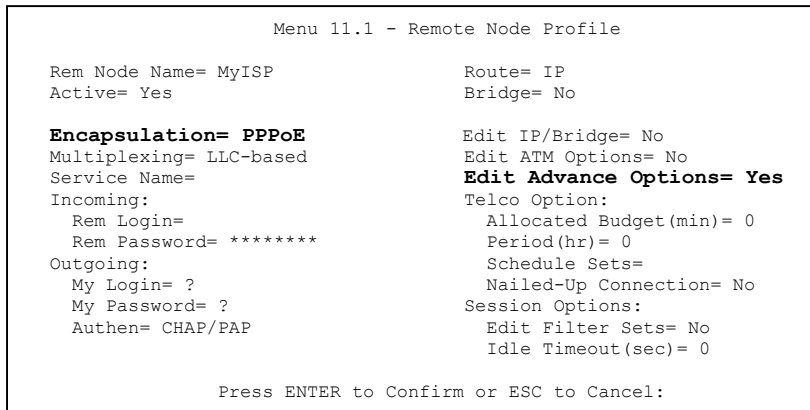 Menu 11.1 - Remote Node Profile
Rem Node Name= MyISP Route= IP
Active= Yes Bridge= No
Encapsulation= PPPoE Edit IP/Bridge= No
Multiplexing= LLC-based Edit ATM Options= No
Service Name= Edit Advance Options= Yes
Incoming: Telco Option:
Rem Login= Allocated Budget(min)= 0
Rem Password= ******** Period(hr)= 0
Outgoing: Schedule Sets=
My Login= ? Nailed-Up Connection= No
My Password= ? Session Options:
Authen= CHAP/PAP Edit Filter Sets= No
Idle Timeout(sec)= 0
Press ENTER to Confirm or ESC to Cancel: